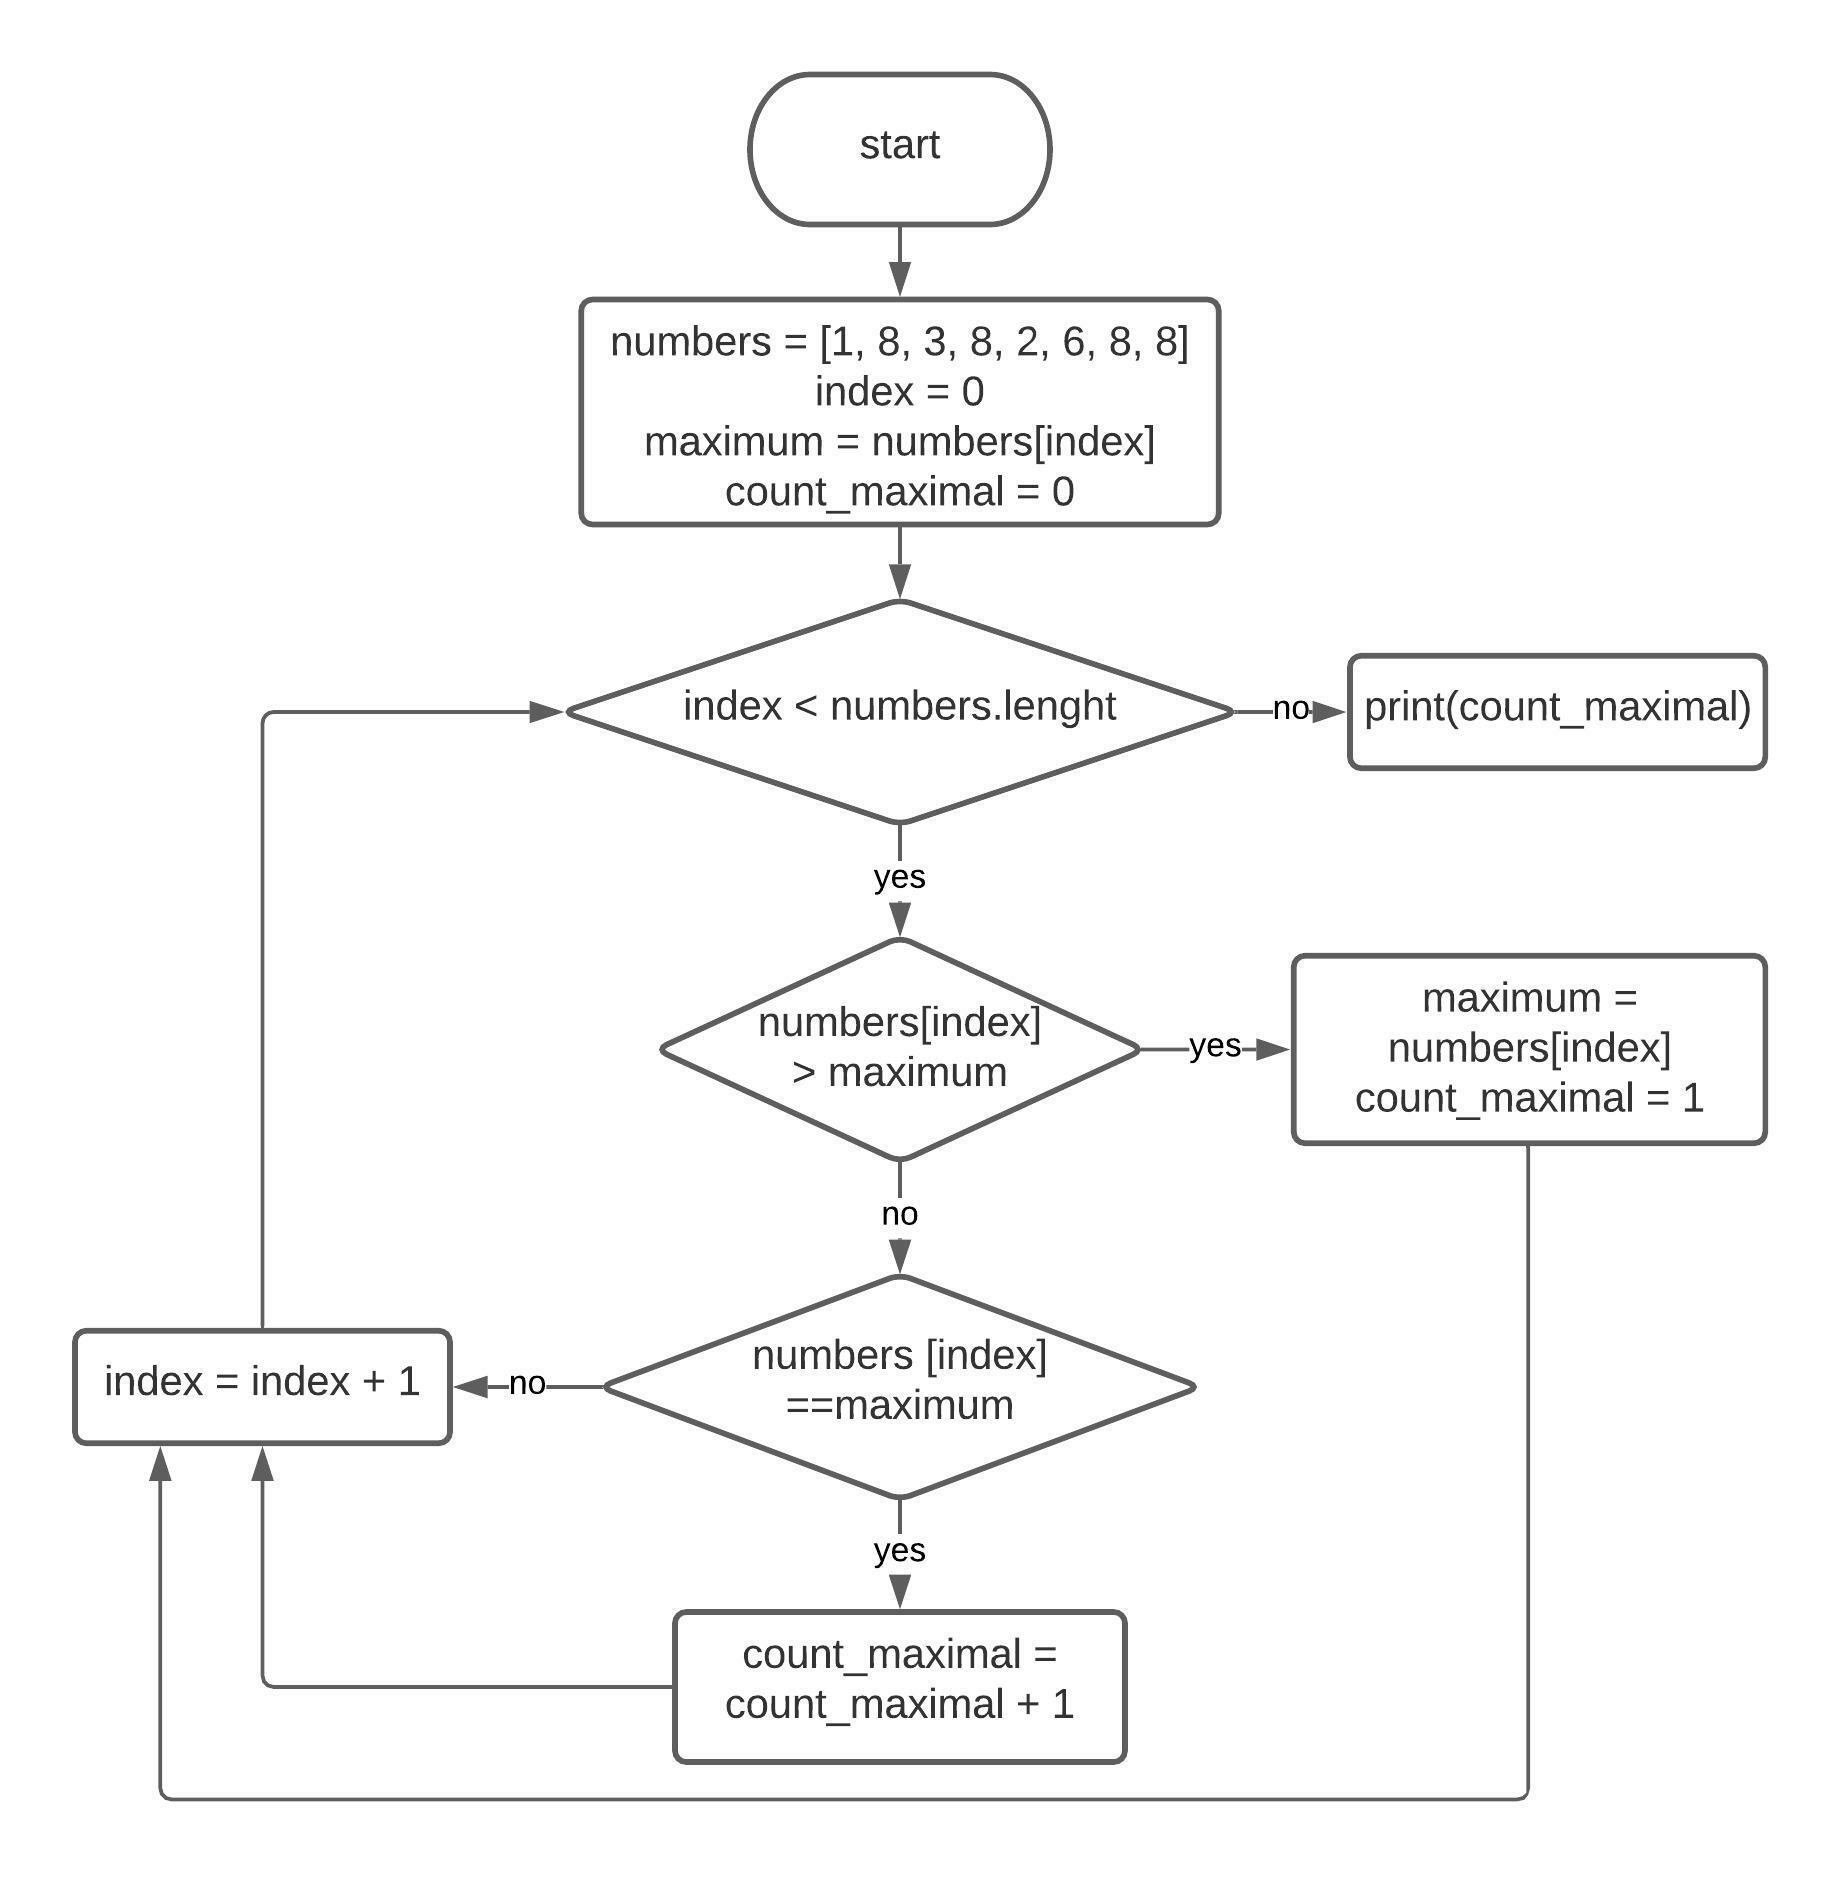 start
numbers = [1, 8, 3, 8, 2, 6, 8, 8]
index = 0
maximum = numbers[index]
count_maximal = 0
index < numbers.lenght
no
print(count_maximal)
yes
numbers[index]
> maximum
yes
maximum =
numbers[index]
count_maximal = 1
no
numbers [index]
==maximum
no
index = index + 1
yes
count_maximal =
count_maximal + 1